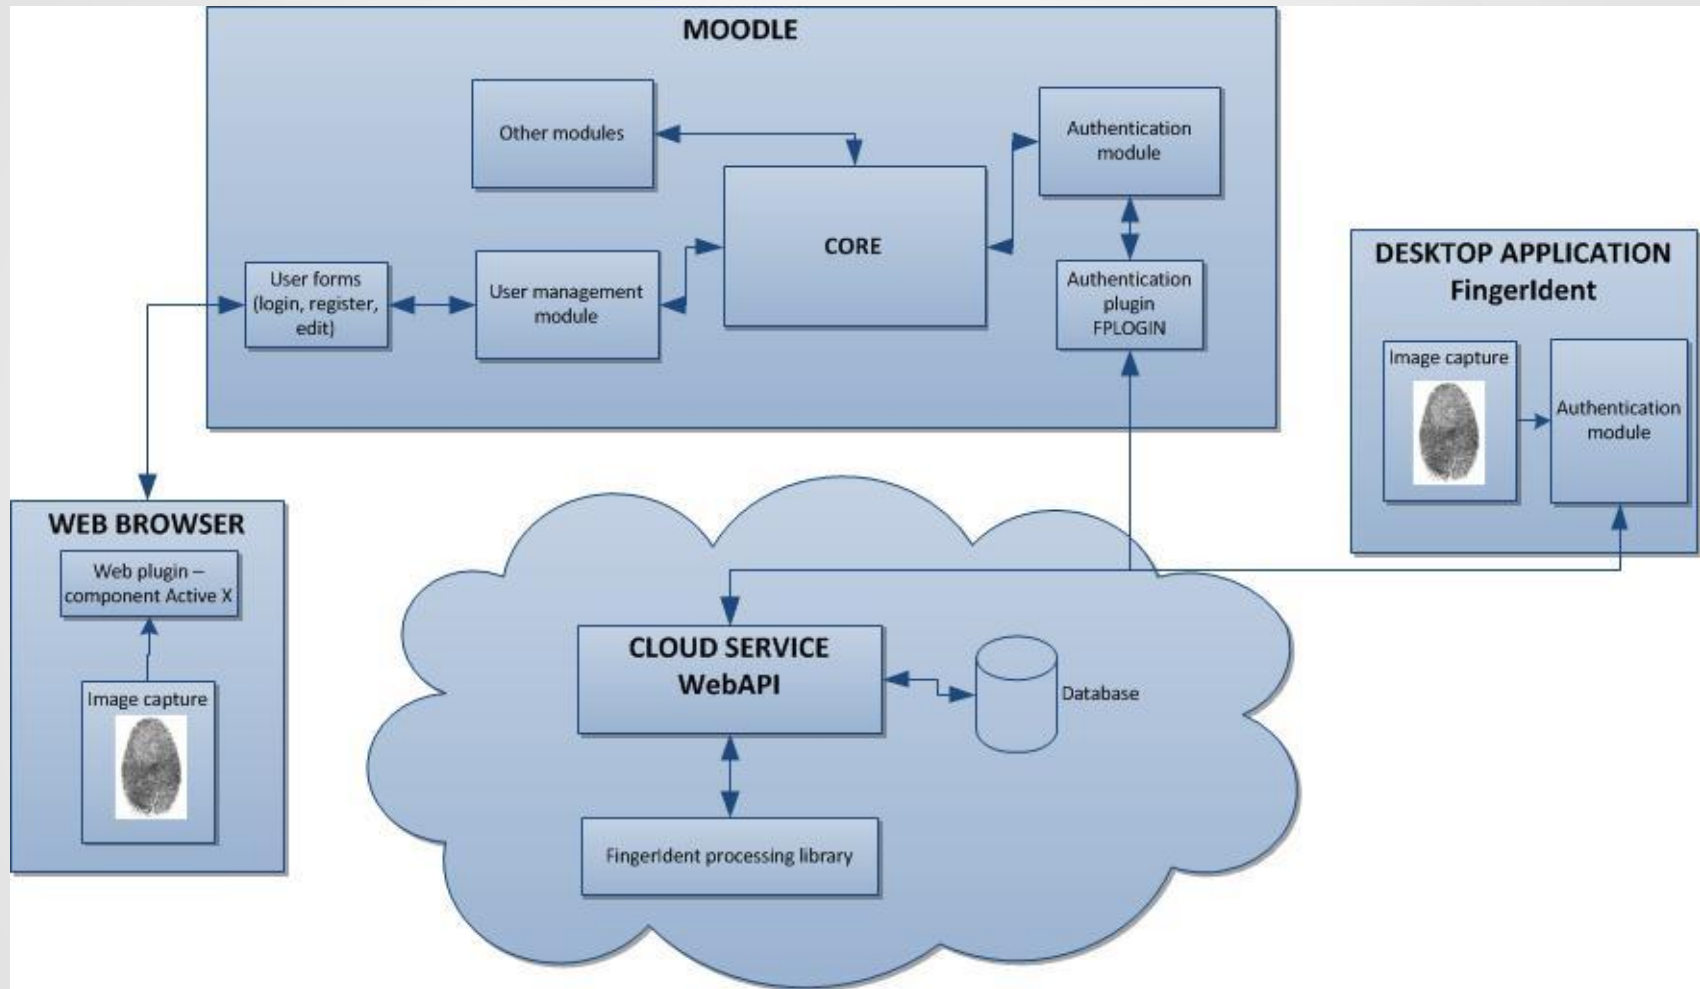 MOODLE
Other modules
Authentication
module
CORE
User forms
(login, register,
edit)
User management
module
Authentication
plugin
FPLOGIN
DESKTOP APPLICATION
FingerIdent
Image capture
Authentication
module
WEB BROWSER
Web plugin –
component Active X
Image capture
CLOUD SERVICE
WebAPI
Database
FingerIdent processing library